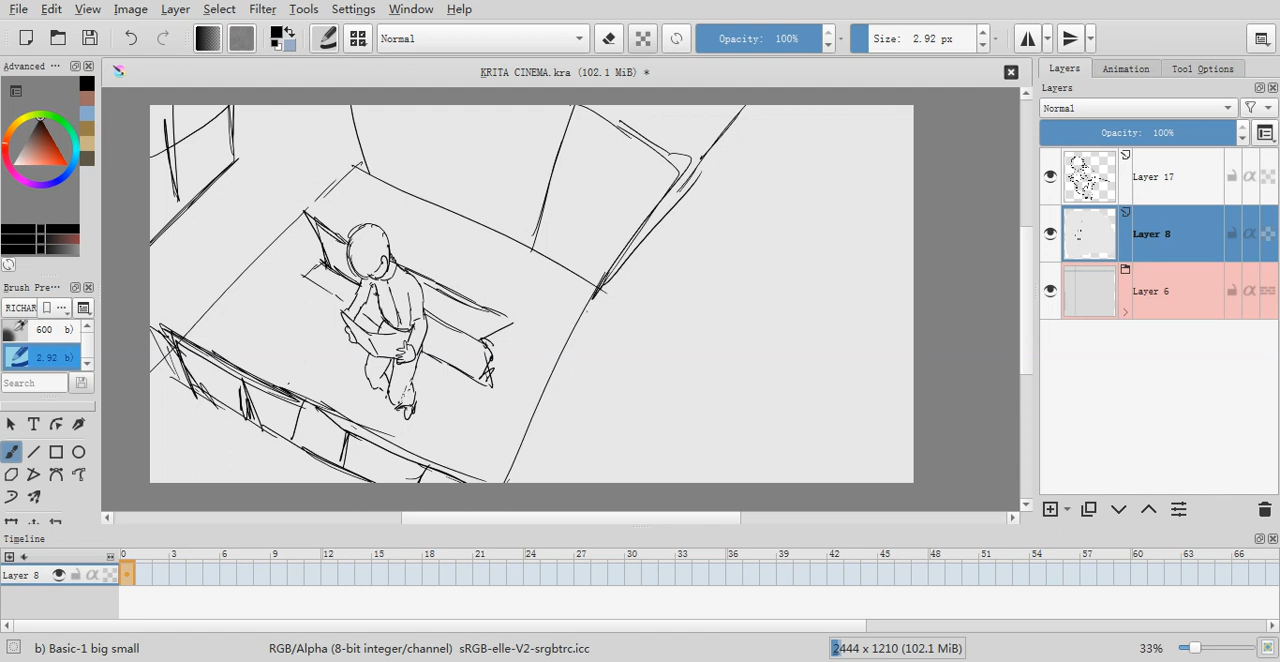 File Edit View Image Layer Select Filter Tools Settings Window Help
Normal Opacity: 100% Size: 2.92 px
Advanced ··· KRITA CINEMA.kra (102.1 MiB) * Layers Animation Tool Options
Layers
Normal
Opacity: 100%
Layer 17
Layer 8
Layer 6
Brush Pre···
RICHAR ...
600 b)
2.92 b)
Search
Timeline
0 3 6 9 12 15 18 21 24 27 30 33 36 39 42 45 48 51 54 57 60 63 66
Layer 8
b) Basic-1 big small RGB/Alpha (8-bit integer/channel) sRGB-elle-V2-srgbtrc.icc 2444 x 1210 (102.1 MiB) 33%